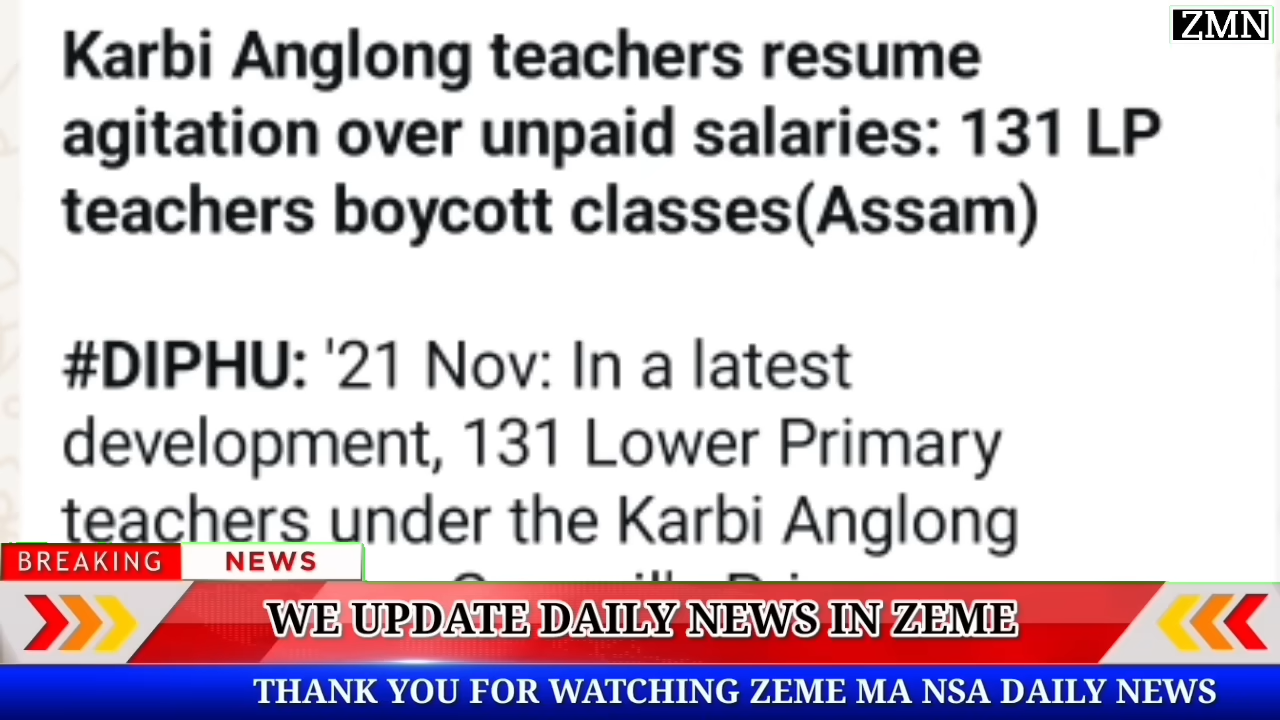 ZMN
Karbi Anglong teachers resume
agitation over unpaid salaries: 131 LP
teachers boycott classes(Assam)
#DIPHU: '21 Nov: In a latest
development, 131 Lower Primary
teachers under the Karbi Anglong
BREAKING NEWS
WE UPDATE DAILY NEWS IN ZEME
THANK YOU FOR WATCHING ZEME MA NSA DAILY NEWS